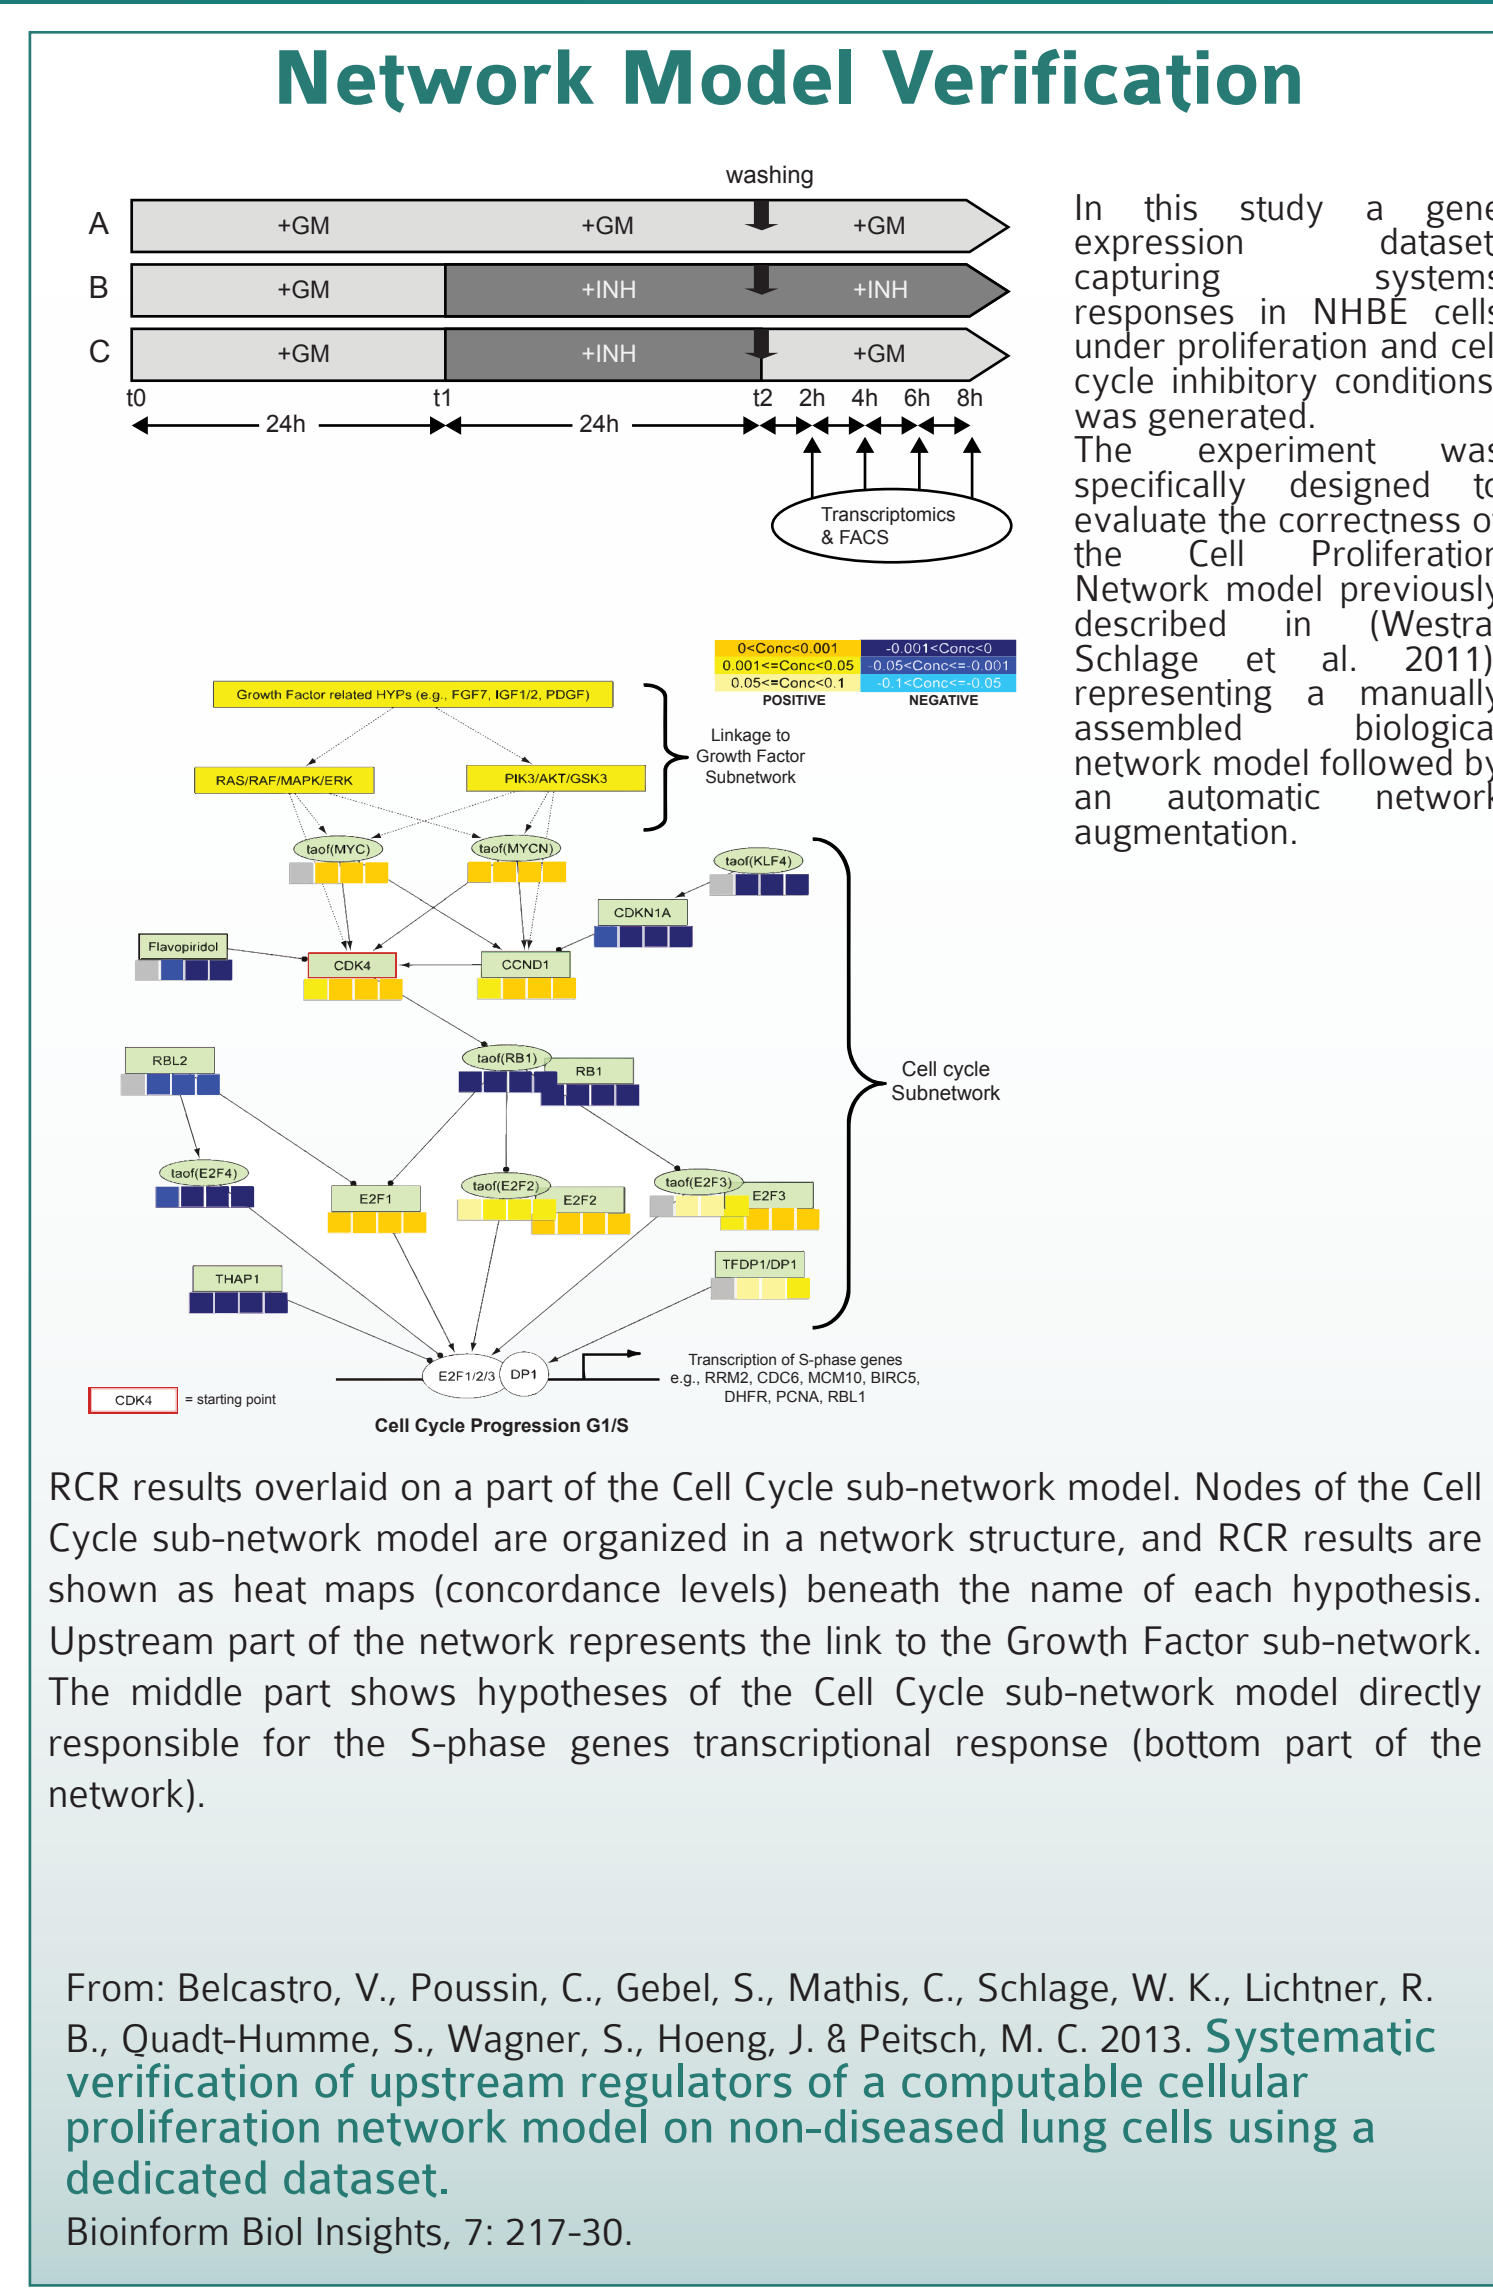 Network Model Verification
washing
A +GM +GM +GM
B +GM +INH +INH
C +GM +INH +GM
t0 t1 t2 2h 4h 6h 8h
24h 24h
Transcriptomics
& FACS
In this study a gene
expression dataset
capturing systems
responses in NHBE cells
under proliferation and cel
cycle inhibitory conditions
was generated.
The experiment was
specifically designed to
evaluate the correctness of
the Cell Proliferation
Network model previously
described in (Westra
Schlage et al. 2011)
representing a manually
assembled biologica
network model followed by
an automatic network
augmentation.
0<Conc<0.001 -0.001<Conc<0
0.001<=Conc<0.05 -0.05<Conc<=-0.001
0.05<=Conc<0.1 -0.1<Conc<=-0.05
POSITIVE NEGATIVE
Growth Factor related HYPs (e.g., FGF7, IGF1/2, PDGF)
Linkage to
Growth Factor
Subnetwork
RAS/RAF/MAPK/ERK PIK3/AKT/GSK3
taof(MYC) taof(MYCN) taof(KLF4)
CDKN1A
Flavopiridol CDK4 CCND1
RBL2 taof(RB1) RB1
Cell cycle
Subnetwork
taof(E2F4) E2F1 taof(E2F2) E2F2 taof(E2F3) E2F3
THAP1 TFDP1/DP1
E2F1/2/3 DP1
Transcription of S-phase genes
e.g., RRM2, CDC6, MCM10, BIRC5,
DHFR, PCNA, RBL1
CDK4 = starting point
Cell Cycle Progression G1/S
RCR results overlaid on a part of the Cell Cycle sub-network model. Nodes of the Cell
Cycle sub-network model are organized in a network structure, and RCR results are
shown as heat maps (concordance levels) beneath the name of each hypothesis.
Upstream part of the network represents the link to the Growth Factor sub-network.
The middle part shows hypotheses of the Cell Cycle sub-network model directly
responsible for the S-phase genes transcriptional response (bottom part of the
network).
From: Belcastro, V., Poussin, C., Gebel, S., Mathis, C., Schlage, W. K., Lichtner, R.
B., Quadt-Humme, S., Wagner, S., Hoeng, J. & Peitsch, M. C. 2013. Systematic
verification of upstream regulators of a computable cellular
proliferation network model on non-diseased lung cells using a
dedicated dataset.
Bioinform Biol Insights, 7: 217-30.